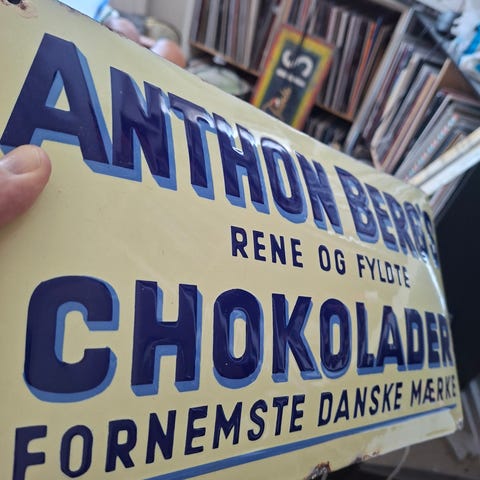 ANTHON BERG'S
RENE OG FYLDTE
CHOKOLADER
FORNEMSTE DANSKE MÆRKE